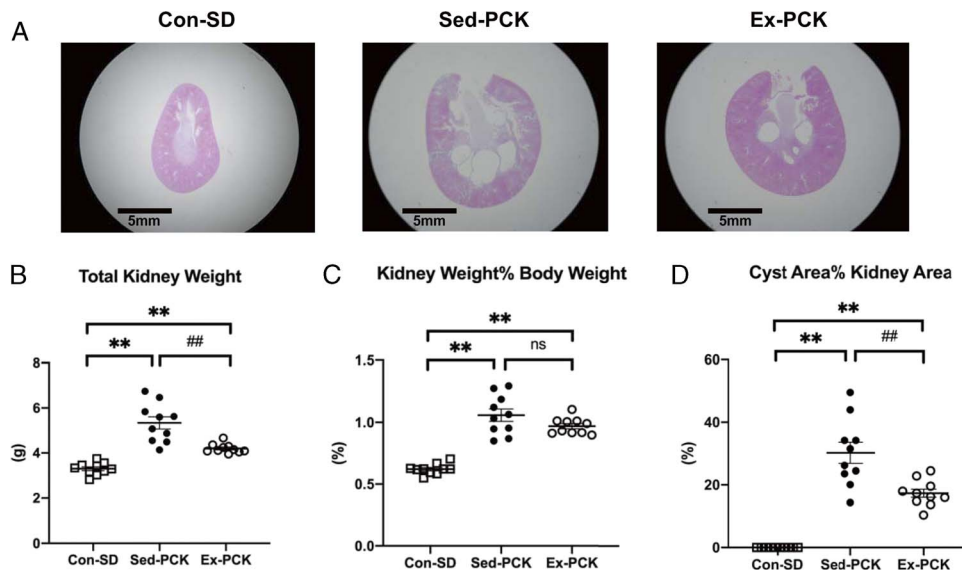 A
Con-SD
Sed-PCK
Ex-PCK
5mm
5mm
5mm
B
Total Kidney Weight
**
**
##
8
6
4
2
0
(g)
Con-SD Sed-PCK Ex-PCK
C
Kidney Weight% Body Weight
**
**
ns
1.5
1.0
0.5
0.0
(%)
Con-SD Sed-PCK Ex-PCK
D
Cyst Area% Kidney Area
**
**
##
60
40
20
0
(%)
Con-SD Sed-PCK Ex-PCK